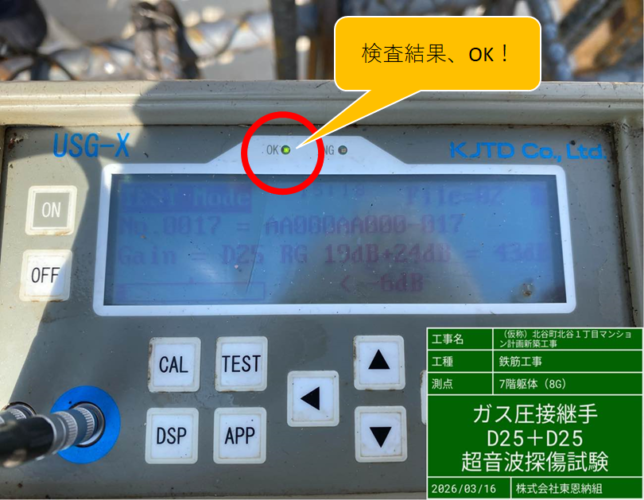 検査結果、OK！
USG-X
OK
NG
KJTD Co., Ltd.
TEST Mode
File=02
No.0017 = AA000AA000-017
Gain = D25 RG 19dB+24dB = 43dB
< -6dB
ON
OFF
CAL
TEST
DSP
APP
工事名
（仮称）北谷町北谷１丁目マンション計画新築工事
工種
鉄筋工事
測点
7階躯体（8G）
ガス圧接継手
D25＋D25
超音波探傷試験
2026/03/16
株式会社東恩納組